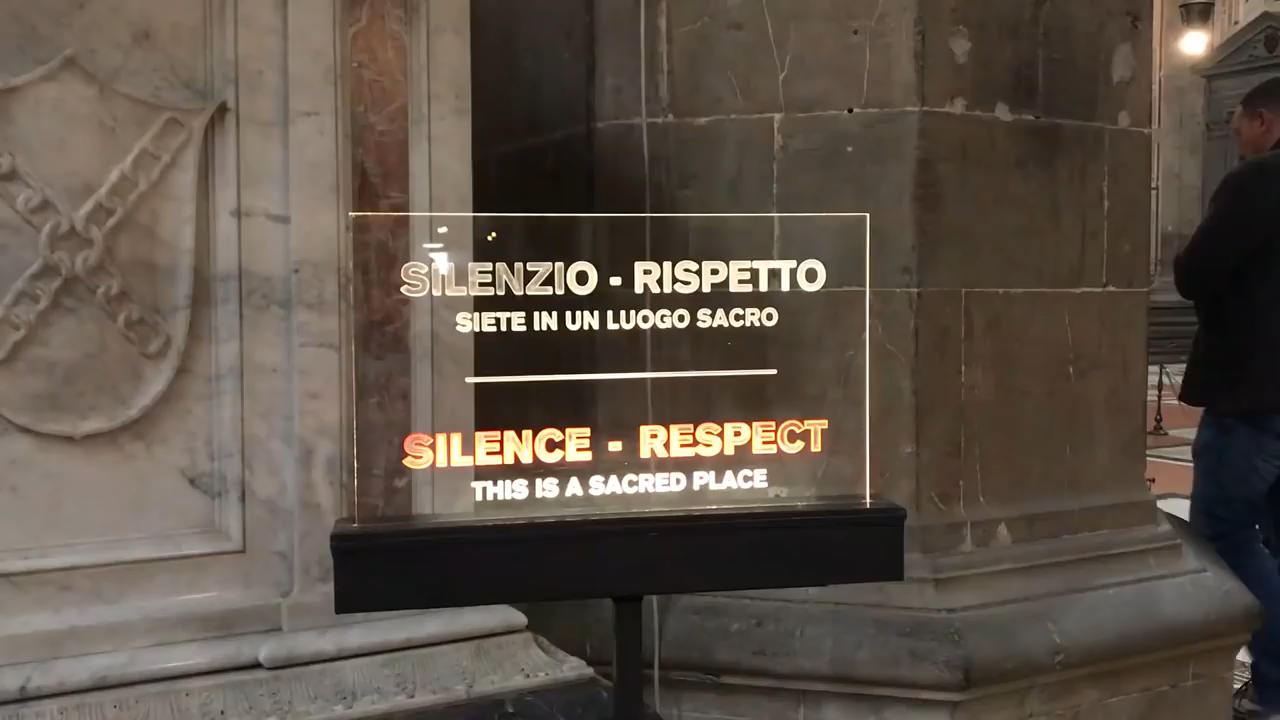 SILENZIO - RISPETTO
SIETE IN UN LUOGO SACRO
SILENCE - RESPECT
THIS IS A SACRED PLACE